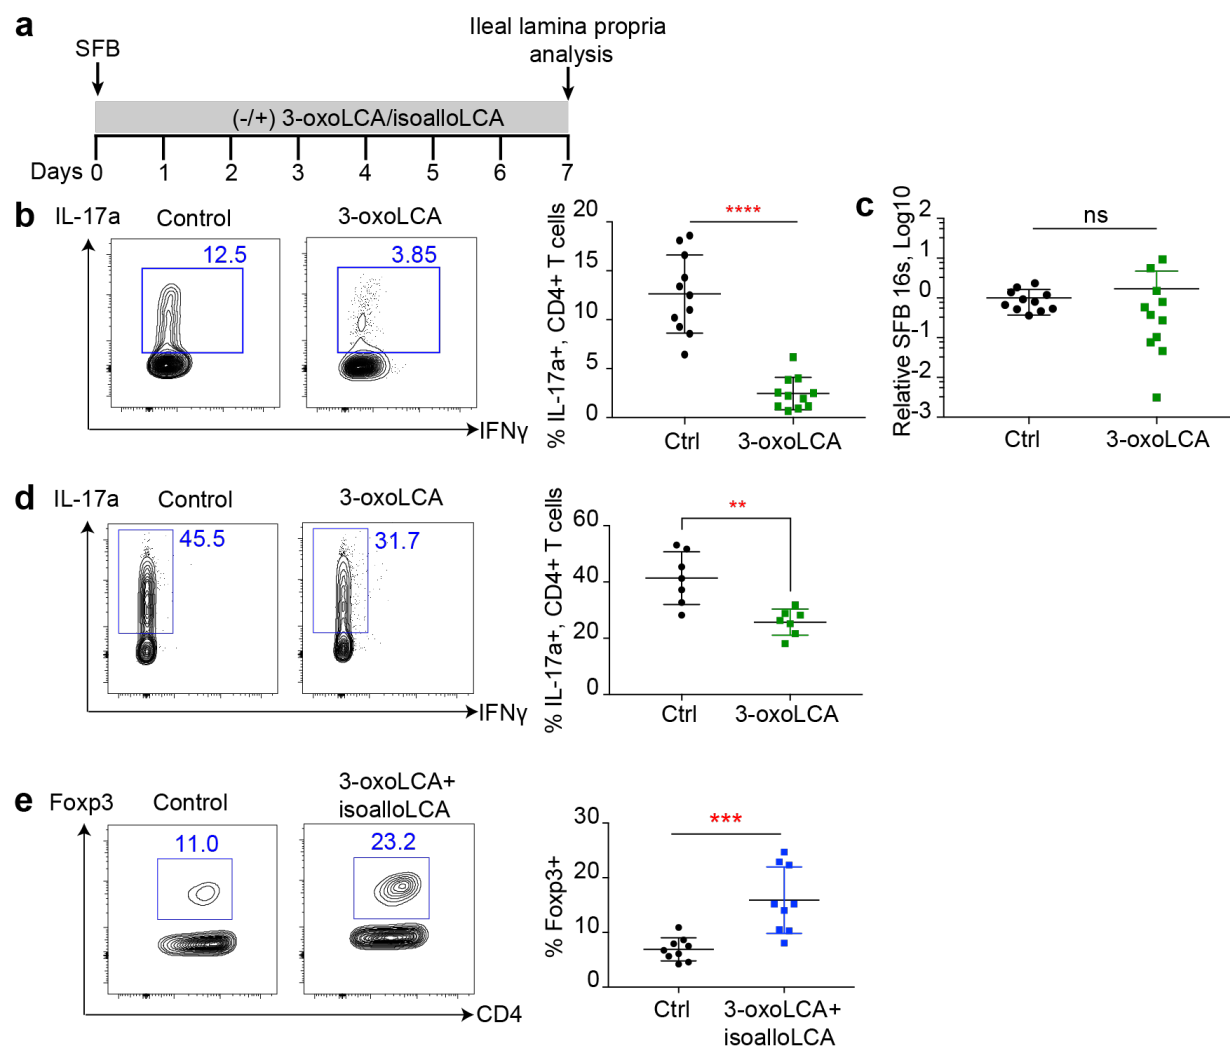 a
SFB
Ileal lamina propria
analysis
(-/+) 3-oxoLCA/isoalloLCA
Days 0 1 2 3 4 5 6 7
b
IL-17a
Control
3-oxoLCA
12.5
3.85
IFNγ
% IL-17a+, CD4+ T cells
20
15
10
5
0
****
Ctrl
3-oxoLCA
c
Relative SFB 16s, Log10
2
1
0
-1
-2
-3
ns
Ctrl
3-oxoLCA
d
IL-17a
Control
3-oxoLCA
45.5
31.7
IFNγ
% IL-17a+, CD4+ T cells
60
40
20
0
**
Ctrl
3-oxoLCA
e
Foxp3
Control
3-oxoLCA+
isoalloLCA
11.0
23.2
CD4
% Foxp3+
30
20
10
0
***
Ctrl
3-oxoLCA+
isoalloLCA